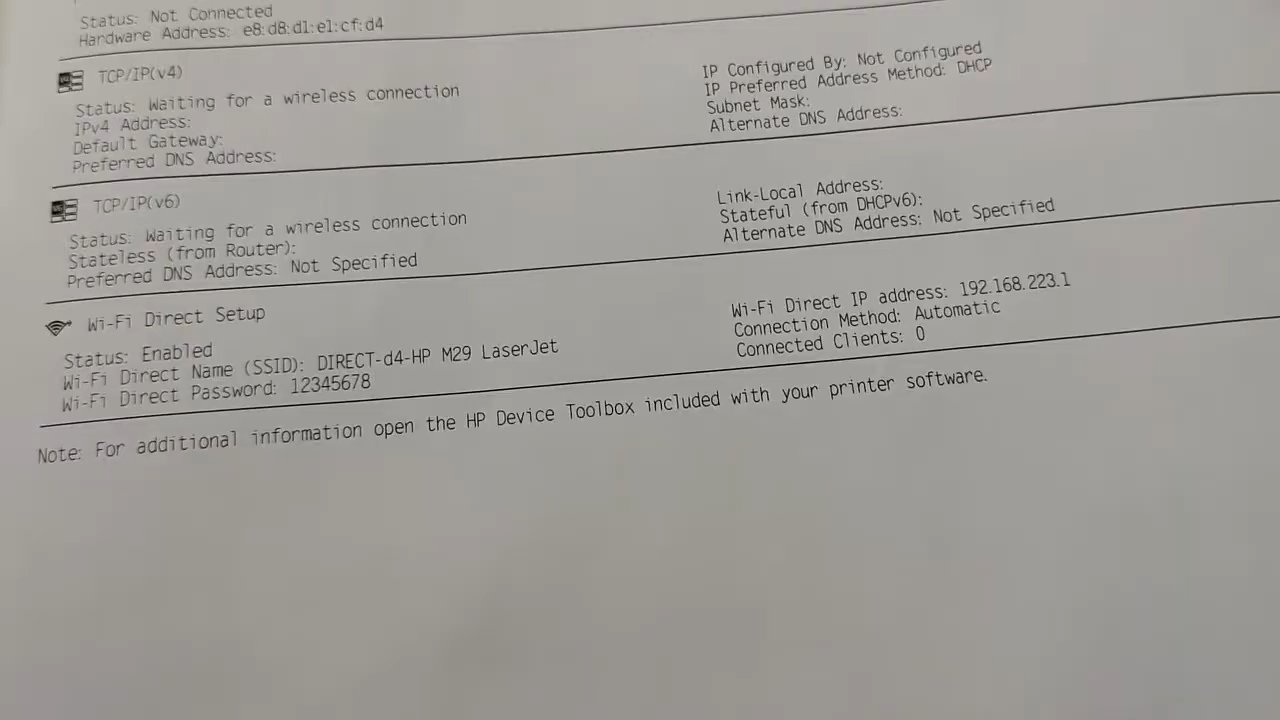 Status: Not Connected
Hardware Address: e8:d8:d1:e1:cf:d4
TCP/IP(v4)
Status: Waiting for a wireless connection
IPv4 Address:
Default Gateway:
Preferred DNS Address:
IP Configured By: Not Configured
IP Preferred Address Method: DHCP
Subnet Mask:
Alternate DNS Address:
TCP/IP(v6)
Status: Waiting for a wireless connection
Stateless (from Router):
Preferred DNS Address: Not Specified
Link-Local Address:
Stateful (from DHCPv6):
Alternate DNS Address: Not Specified
Wi-Fi Direct Setup
Status: Enabled
Wi-Fi Direct Name (SSID): DIRECT-d4-HP M29 LaserJet
Wi-Fi Direct Password: 12345678
Wi-Fi Direct IP address: 192.168.223.1
Connection Method: Automatic
Connected Clients: 0
Note: For additional information open the HP Device Toolbox included with your printer software.